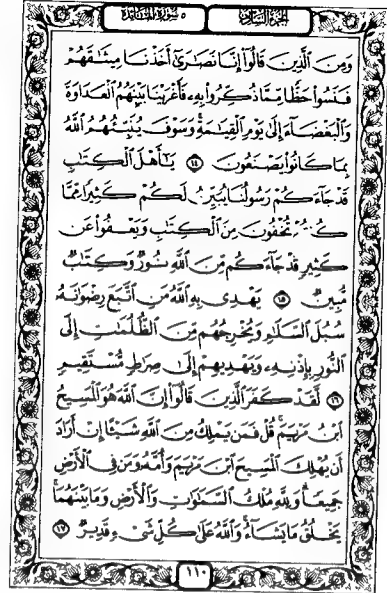 الجزء السادس ٥ سورة المائدة
وَمِنَ ٱلَّذِينَ قَالُوٓا۟ إِنَّا نَصَٰرَىٰٓ أَخَذْنَا مِيثَٰقَهُمْ
فَنَسُوا۟ حَظًّا مِّمَّا ذُكِّرُوا۟ بِهِۦ فَأَغْرَيْنَا بَيْنَهُمُ ٱلْعَدَاوَةَ
وَٱلْبَغْضَآءَ إِلَىٰ يَوْمِ ٱلْقِيَٰمَةِ وَسَوْفَ يُنَبِّئُهُمُ ٱللَّهُ
بِمَا كَانُوا۟ يَصْنَعُونَ ١٤ يَٰٓأَهْلَ ٱلْكِتَٰبِ
قَدْ جَآءَكُمْ رَسُولُنَا يُبَيِّنُ لَكُمْ كَثِيرًا مِّمَّا
كُنتُمْ تُخْفُونَ مِنَ ٱلْكِتَٰبِ وَيَعْفُوا۟ عَن
كَثِيرٍ قَدْ جَآءَكُم مِّنَ ٱللَّهِ نُورٌ وَكِتَٰبٌ
مُّبِينٌ ١٥ يَهْدِى بِهِ ٱللَّهُ مَنِ ٱتَّبَعَ رِضْوَٰنَهُۥ
سُبُلَ ٱلسَّلَٰمِ وَيُخْرِجُهُم مِّنَ ٱلظُّلُمَٰتِ إِلَى
ٱلنُّورِ بِإِذْنِهِۦ وَيَهْدِيهِمْ إِلَىٰ صِرَٰطٍ مُّسْتَقِيمٍ
١٦ لَّقَدْ كَفَرَ ٱلَّذِينَ قَالُوٓا۟ إِنَّ ٱللَّهَ هُوَ ٱلْمَسِيحُ
ٱبْنُ مَرْيَمَ قُلْ فَمَن يَمْلِكُ مِنَ ٱللَّهِ شَيْـًٔا إِنْ أَرَادَ
أَن يُهْلِكَ ٱلْمَسِيحَ ٱبْنَ مَرْيَمَ وَأُمَّهُۥ وَمَن فِى ٱلْأَرْضِ
جَمِيعًا وَلِلَّهِ مُلْكُ ٱلسَّمَٰوَٰتِ وَٱلْأَرْضِ وَمَا بَيْنَهُمَا
يَخْلُقُ مَا يَشَآءُ وَٱللَّهُ عَلَىٰ كُلِّ شَىْءٍ قَدِيرٌ ١٧
١١٠